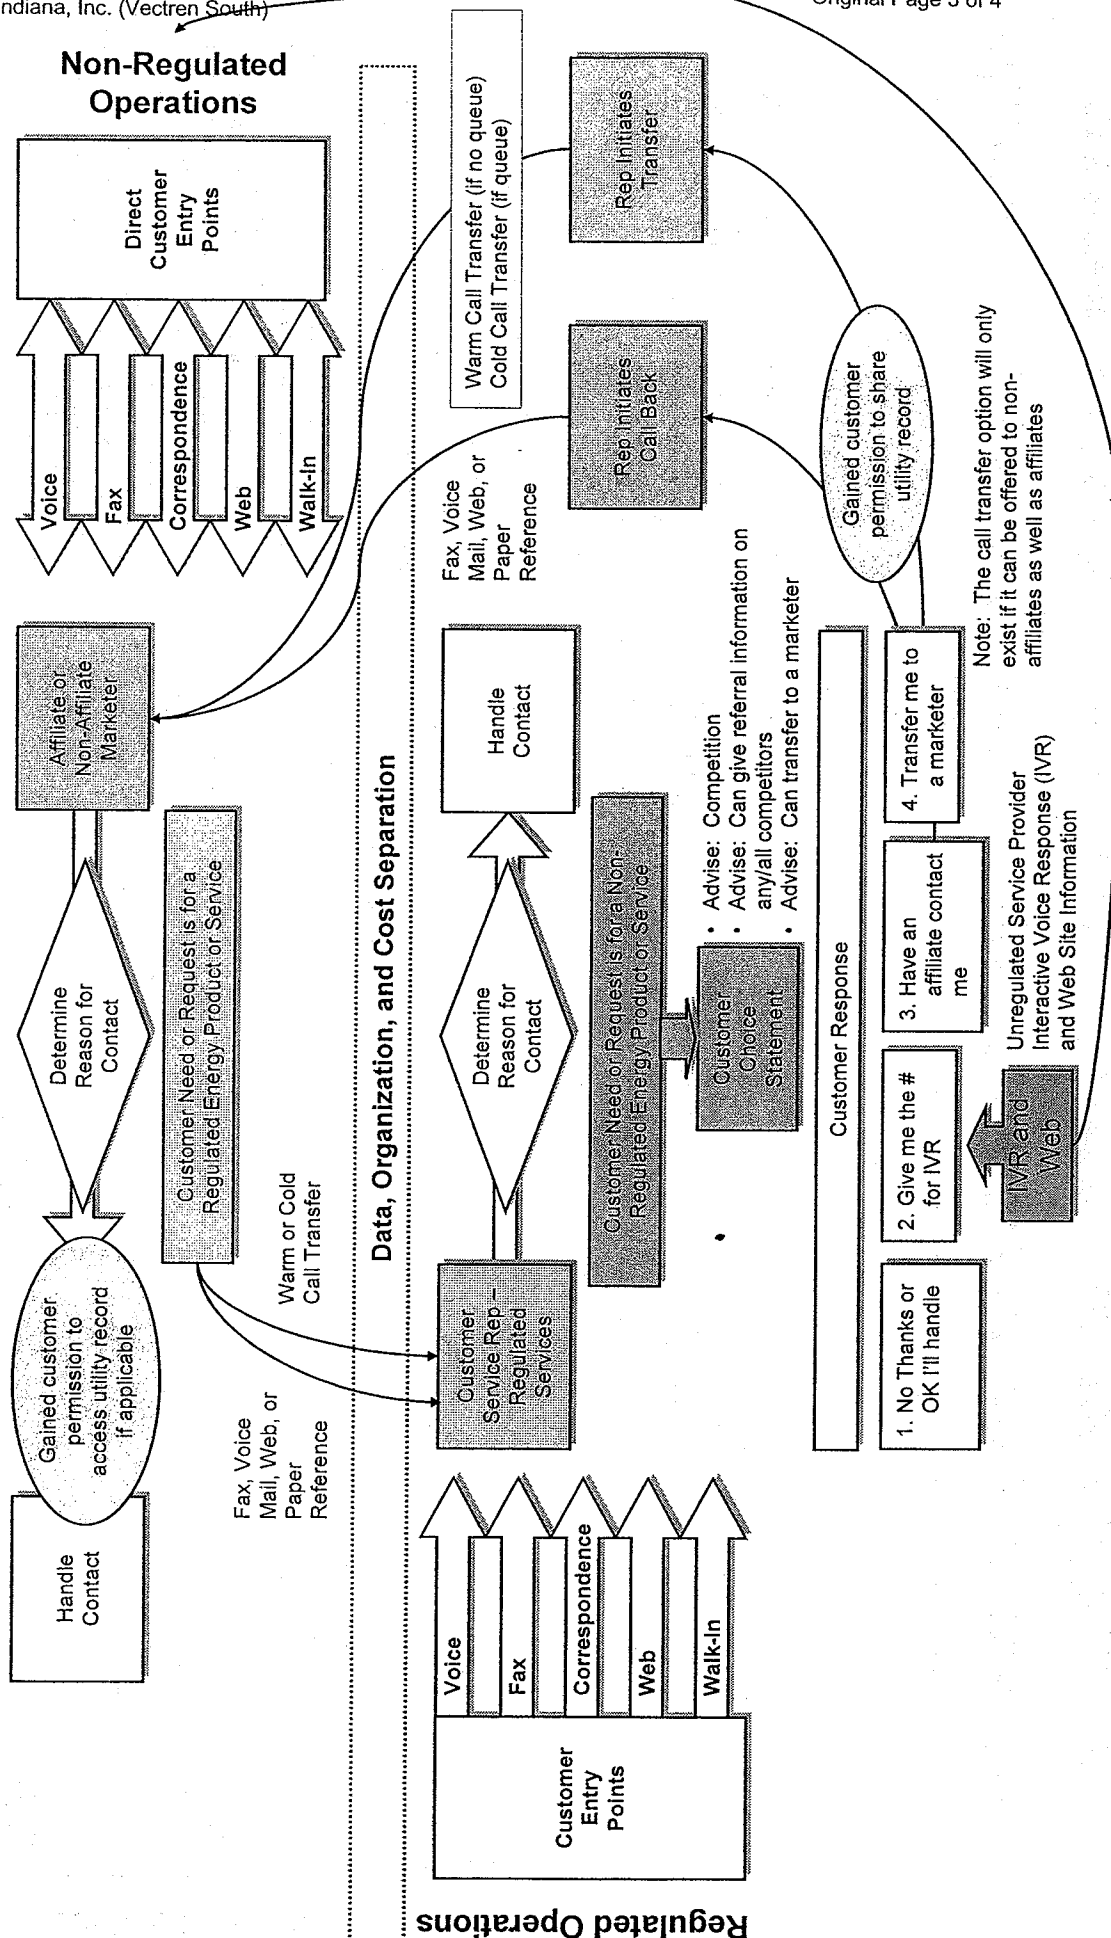 ndiana, Inc. (Vectren South)
Original Page 3 of 4
Non-Regulated
Operations
Direct
Customer
Entry
Points
Voice
Fax
Correspondence
Web
Walk-In
Affiliate or
Non-Affiliate
Marketer
Determine
Reason for
Contact
Gained customer
permission to
access utility record
if applicable
Handle
Contact
Customer Need or Request is for a
Regulated Energy Product or Service
Warm or Cold
Call Transfer
Fax, Voice
Mail, Web, or
Paper
Reference
Data, Organization, and Cost Separation
Warm Call Transfer (if no queue)
Cold Call Transfer (if queue)
Fax, Voice
Mail, Web, or
Paper
Reference
Rep Initiates
Transfer
Rep Initiates
Call Back
Regulated Operations
Customer
Entry
Points
Voice
Fax
Correspondence
Web
Walk-In
Customer
Service Rep –
Regulated
Services
Determine
Reason for
Contact
Handle
Contact
Customer Need or Request is for a Non-
Regulated Energy Product or Service
Customer
Choice
Statement
• Advise: Competition
• Advise: Can give referral information on
any/all competitors
• Advise: Can transfer to a marketer
Customer Response
1. No Thanks or
OK I'll handle
2. Give me the #
for IVR
3. Have an
affiliate contact
me
4. Transfer me to
a marketer
Gained customer
permission to share
utility record
IVR and
Web
Unregulated Service Provider
Interactive Voice Response (IVR)
and Web Site Information
Note: The call transfer option will only
exist if it can be offered to non-
affiliates as well as affiliates